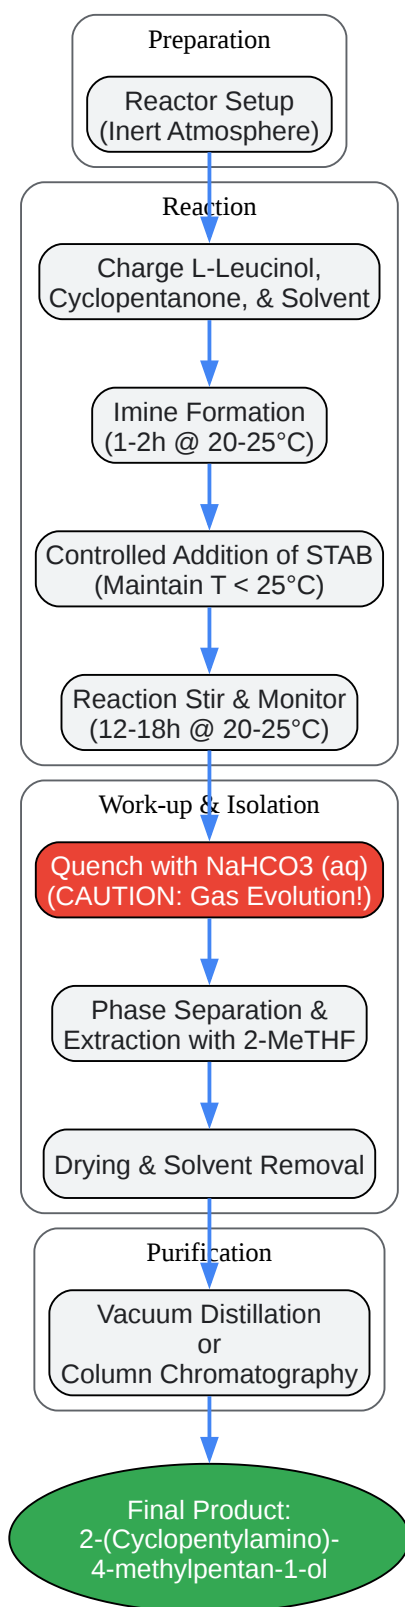 Preparation
Reactor Setup
(Inert Atmosphere)
Reaction
Charge L-Leucinol,
Cyclopentanone, & Solvent
Imine Formation
(1-2h @ 20-25°C)
Controlled Addition of STAB
(Maintain T < 25°C)
Reaction Stir & Monitor
(12-18h @ 20-25°C)
Work-up & Isolation
Quench with NaHCO3 (aq)
(CAUTION: Gas Evolution!)
Phase Separation &
Extraction with 2-MeTHF
Drying & Solvent Removal
Purification
Vacuum Distillation
or
Column Chromatography
Final Product:
2-(Cyclopentylamino)-
4-methylpentan-1-ol